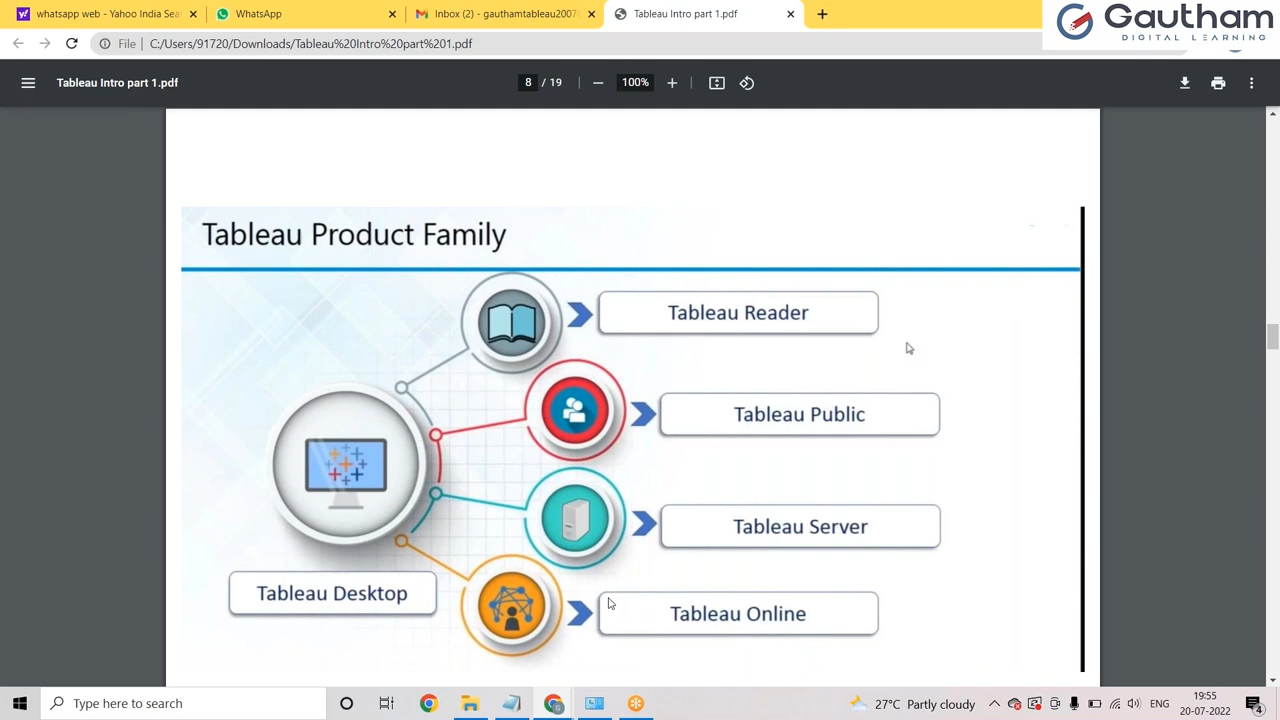 whatsapp web - Yahoo India Sea
WhatsApp
Inbox (2) - gauthamtableau2007
Tableau Intro part 1.pdf
Gautham
DIGITAL LEARNING
File
C:/Users/91720/Downloads/Tableau%20Intro%20part%201.pdf
Tableau Intro part 1.pdf
8 / 19
100%
Tableau Product Family
Tableau Reader
Tableau Public
Tableau Server
Tableau Desktop
Tableau Online
Type here to search
27°C Partly cloudy
ENG
19:55
20-07-2022
4